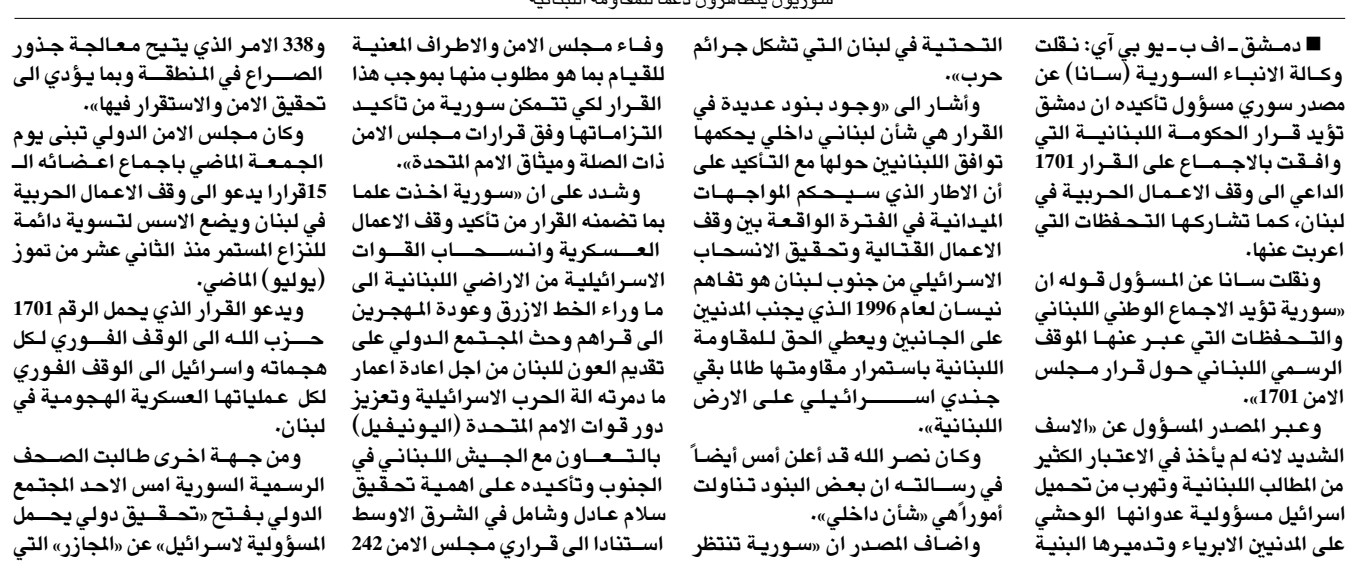 سوريون يتظاهرون دعما للمقاومة اللبنانية
■ دمشق ـ اف ب ـ يو بي آي: نقلت
وكالة الانباء السورية (سانا) عن
مصدر سوري مسؤول تأكيده ان دمشق
تؤيد قرار الحكومة اللبنانية التي
وافقت بالاجماع على القرار 1701
الداعي الى وقف الاعمال الحربية في
لبنان، كما تشاركها التحفظات التي
اعربت عنها.
ونقلت سانا عن المسؤول قوله ان
«سورية تؤيد الاجماع الوطني اللبناني
والتحفظات التي عبر عنها الموقف
الرسمي اللبناني حول قرار مجلس
الامن 1701».
وعبر المصدر المسؤول عن «الاسف
الشديد لانه لم يأخذ في الاعتبار الكثير
من المطالب اللبنانية وتهرب من تحميل
اسرائيل مسؤولية عدوانها الوحشي
على المدنيين الابرياء وتدميرها البنية
التحتية في لبنان التي تشكل جرائم
حرب».
وأشار الى «وجود بنود عديدة في
القرار هي شأن لبناني داخلي يحكمها
توافق اللبنانيين حولها مع التأكيد على
أن الاطار الذي سيحكم المواجهات
الميدانية في الفترة الواقعة بين وقف
الاعمال القتالية وتحقيق الانسحاب
الاسرائيلي من جنوب لبنان هو تفاهم
نيسان لعام 1996 الذي يجنب المدنيين
على الجانبين ويعطي الحق للمقاومة
اللبنانية باستمرار مقاومتها طالما بقي
جندي اسرائيلي على الارض
اللبنانية».
وكان نصر الله قد أعلن أمس أيضاً
في رسالته ان بعض البنود تناولت
أموراً هي «شأن داخلي».
واضاف المصدر ان «سورية تنتظر
وفاء مجلس الامن والاطراف المعنية
للقيام بما هو مطلوب منها بموجب هذا
القرار لكي تتمكن سورية من تأكيد
التزاماتها وفق قرارات مجلس الامن
ذات الصلة وميثاق الامم المتحدة».
وشدد على ان «سورية اخذت علما
بما تضمنه القرار من تأكيد وقف الاعمال
العسكرية وانسحاب القوات
الاسرائيلية من الاراضي اللبنانية الى
ما وراء الخط الازرق وعودة المهجرين
الى قراهم وحث المجتمع الدولي على
تقديم العون للبنان من اجل اعادة اعمار
ما دمرته الة الحرب الاسرائيلية وتعزيز
دور قوات الامم المتحدة (اليونيفيل)
بالتعاون مع الجيش اللبناني في
الجنوب وتأكيده على اهمية تحقيق
سلام عادل وشامل في الشرق الاوسط
استنادا الى قراري مجلس الامن 242
و338 الامر الذي يتيح معالجة جذور
الصراع في المنطقة وبما يؤدي الى
تحقيق الامن والاستقرار فيها».
وكان مجلس الامن الدولي تبنى يوم
الجمعة الماضي باجماع اعضائه الـ
15قرارا يدعو الى وقف الاعمال الحربية
في لبنان ويضع الاسس لتسوية دائمة
للنزاع المستمر منذ الثاني عشر من تموز
(يوليو) الماضي.
ويدعو القرار الذي يحمل الرقم 1701
حزب الله الى الوقف الفوري لكل
هجماته واسرائيل الى الوقف الفوري
لكل عملياتها العسكرية الهجومية في
لبنان.
ومن جهة اخرى طالبت الصحف
الرسمية السورية امس الاحد المجتمع
الدولي بفتح «تحقيق دولي يحمل
المسؤولية لاسرائيل» عن «المجازر» التي